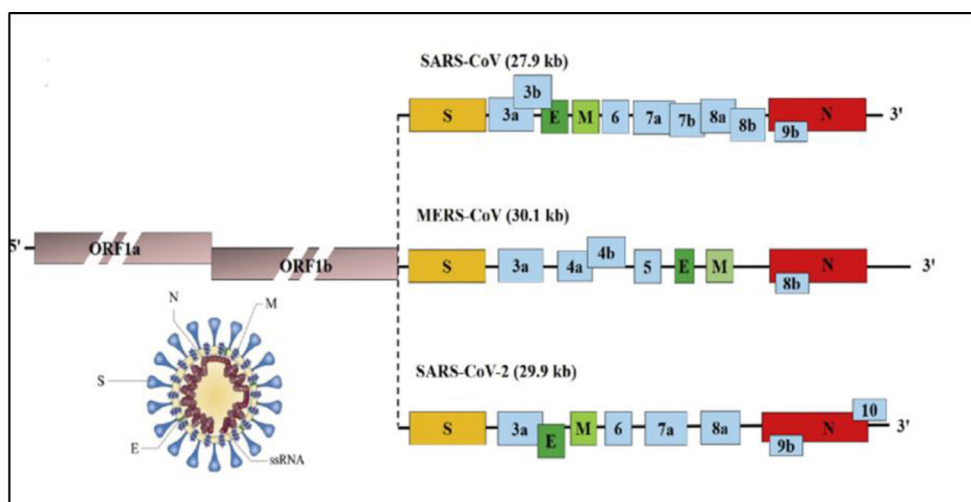 SARS-CoV (27.9 kb)
3b
S 3a E M 6 7a 7b 8a 8b 9b N 3'
MERS-CoV (30.1 kb)
5' ORF1a ORF1b
S 3a 4a 4b 5 E M 8b N 3'
N M
S
E
ssRNA
SARS-CoV-2 (29.9 kb)
10
S 3a E M 6 7a 8a 9b N 3'